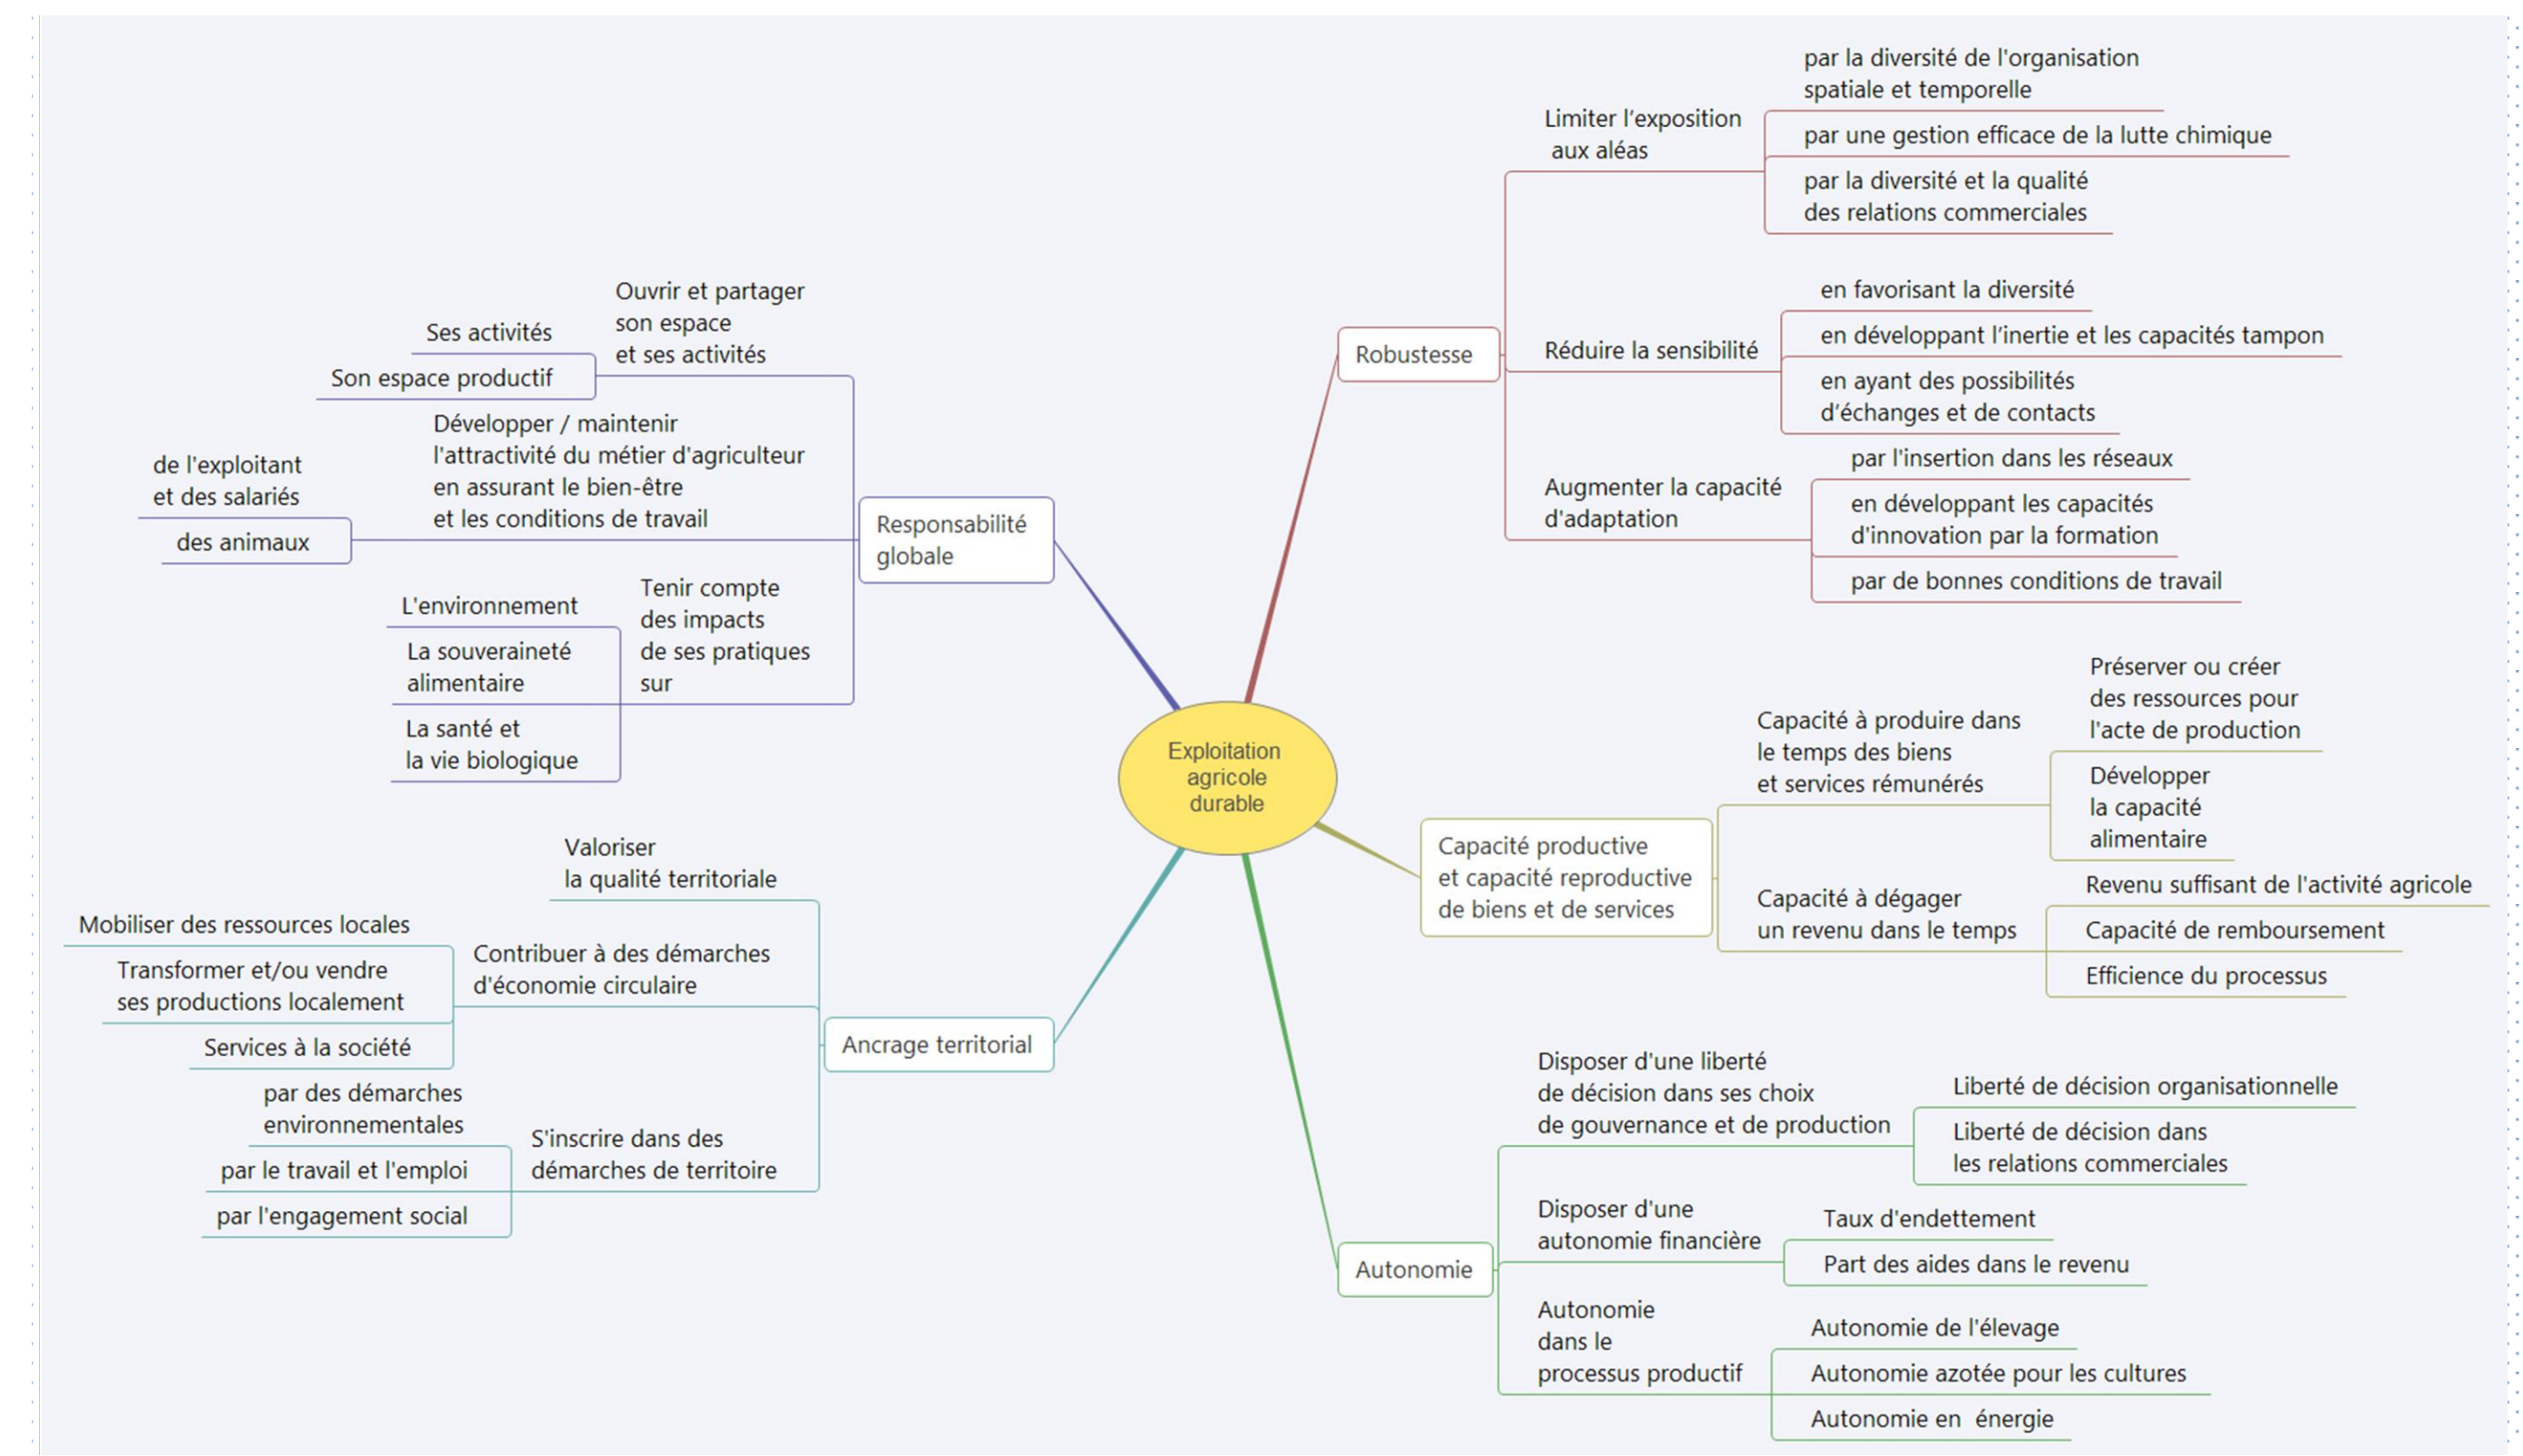 Exploitation
agricole
durable
Robustesse
Limiter l’exposition
aux aléas
par la diversité de l'organisation
spatiale et temporelle
par une gestion efficace de la lutte chimique
par la diversité et la qualité
des relations commerciales
Réduire la sensibilité
en favorisant la diversité
en développant l’inertie et les capacités tampon
en ayant des possibilités
d’échanges et de contacts
Augmenter la capacité
d'adaptation
par l'insertion dans les réseaux
en développant les capacités
d'innovation par la formation
par de bonnes conditions de travail
Capacité productive
et capacité reproductive
de biens et de services
Capacité à produire dans
le temps des biens
et services rémunérés
Préserver ou créer
des ressources pour
l'acte de production
Développer
la capacité
alimentaire
Capacité à dégager
un revenu dans le temps
Revenu suffisant de l'activité agricole
Capacité de remboursement
Efficience du processus
Autonomie
Disposer d'une liberté
de décision dans ses choix
de gouvernance et de production
Liberté de décision organisationnelle
Liberté de décision dans
les relations commerciales
Disposer d'une
autonomie financière
Taux d'endettement
Part des aides dans le revenu
Autonomie
dans le
processus productif
Autonomie de l'élevage
Autonomie azotée pour les cultures
Autonomie en énergie
Responsabilité
globale
Ouvrir et partager
son espace
et ses activités
Ses activités
Son espace productif
Développer / maintenir
l'attractivité du métier d'agriculteur
en assurant le bien-être
et les conditions de travail
de l'exploitant
et des salariés
des animaux
Tenir compte
des impacts
de ses pratiques
sur
L'environnement
La souveraineté
alimentaire
La santé et
la vie biologique
Ancrage territorial
Valoriser
la qualité territoriale
Contribuer à des démarches
d'économie circulaire
Mobiliser des ressources locales
Transformer et/ou vendre
ses productions localement
Services à la société
S'inscrire dans des
démarches de territoire
par des démarches
environnementales
par le travail et l'emploi
par l'engagement social